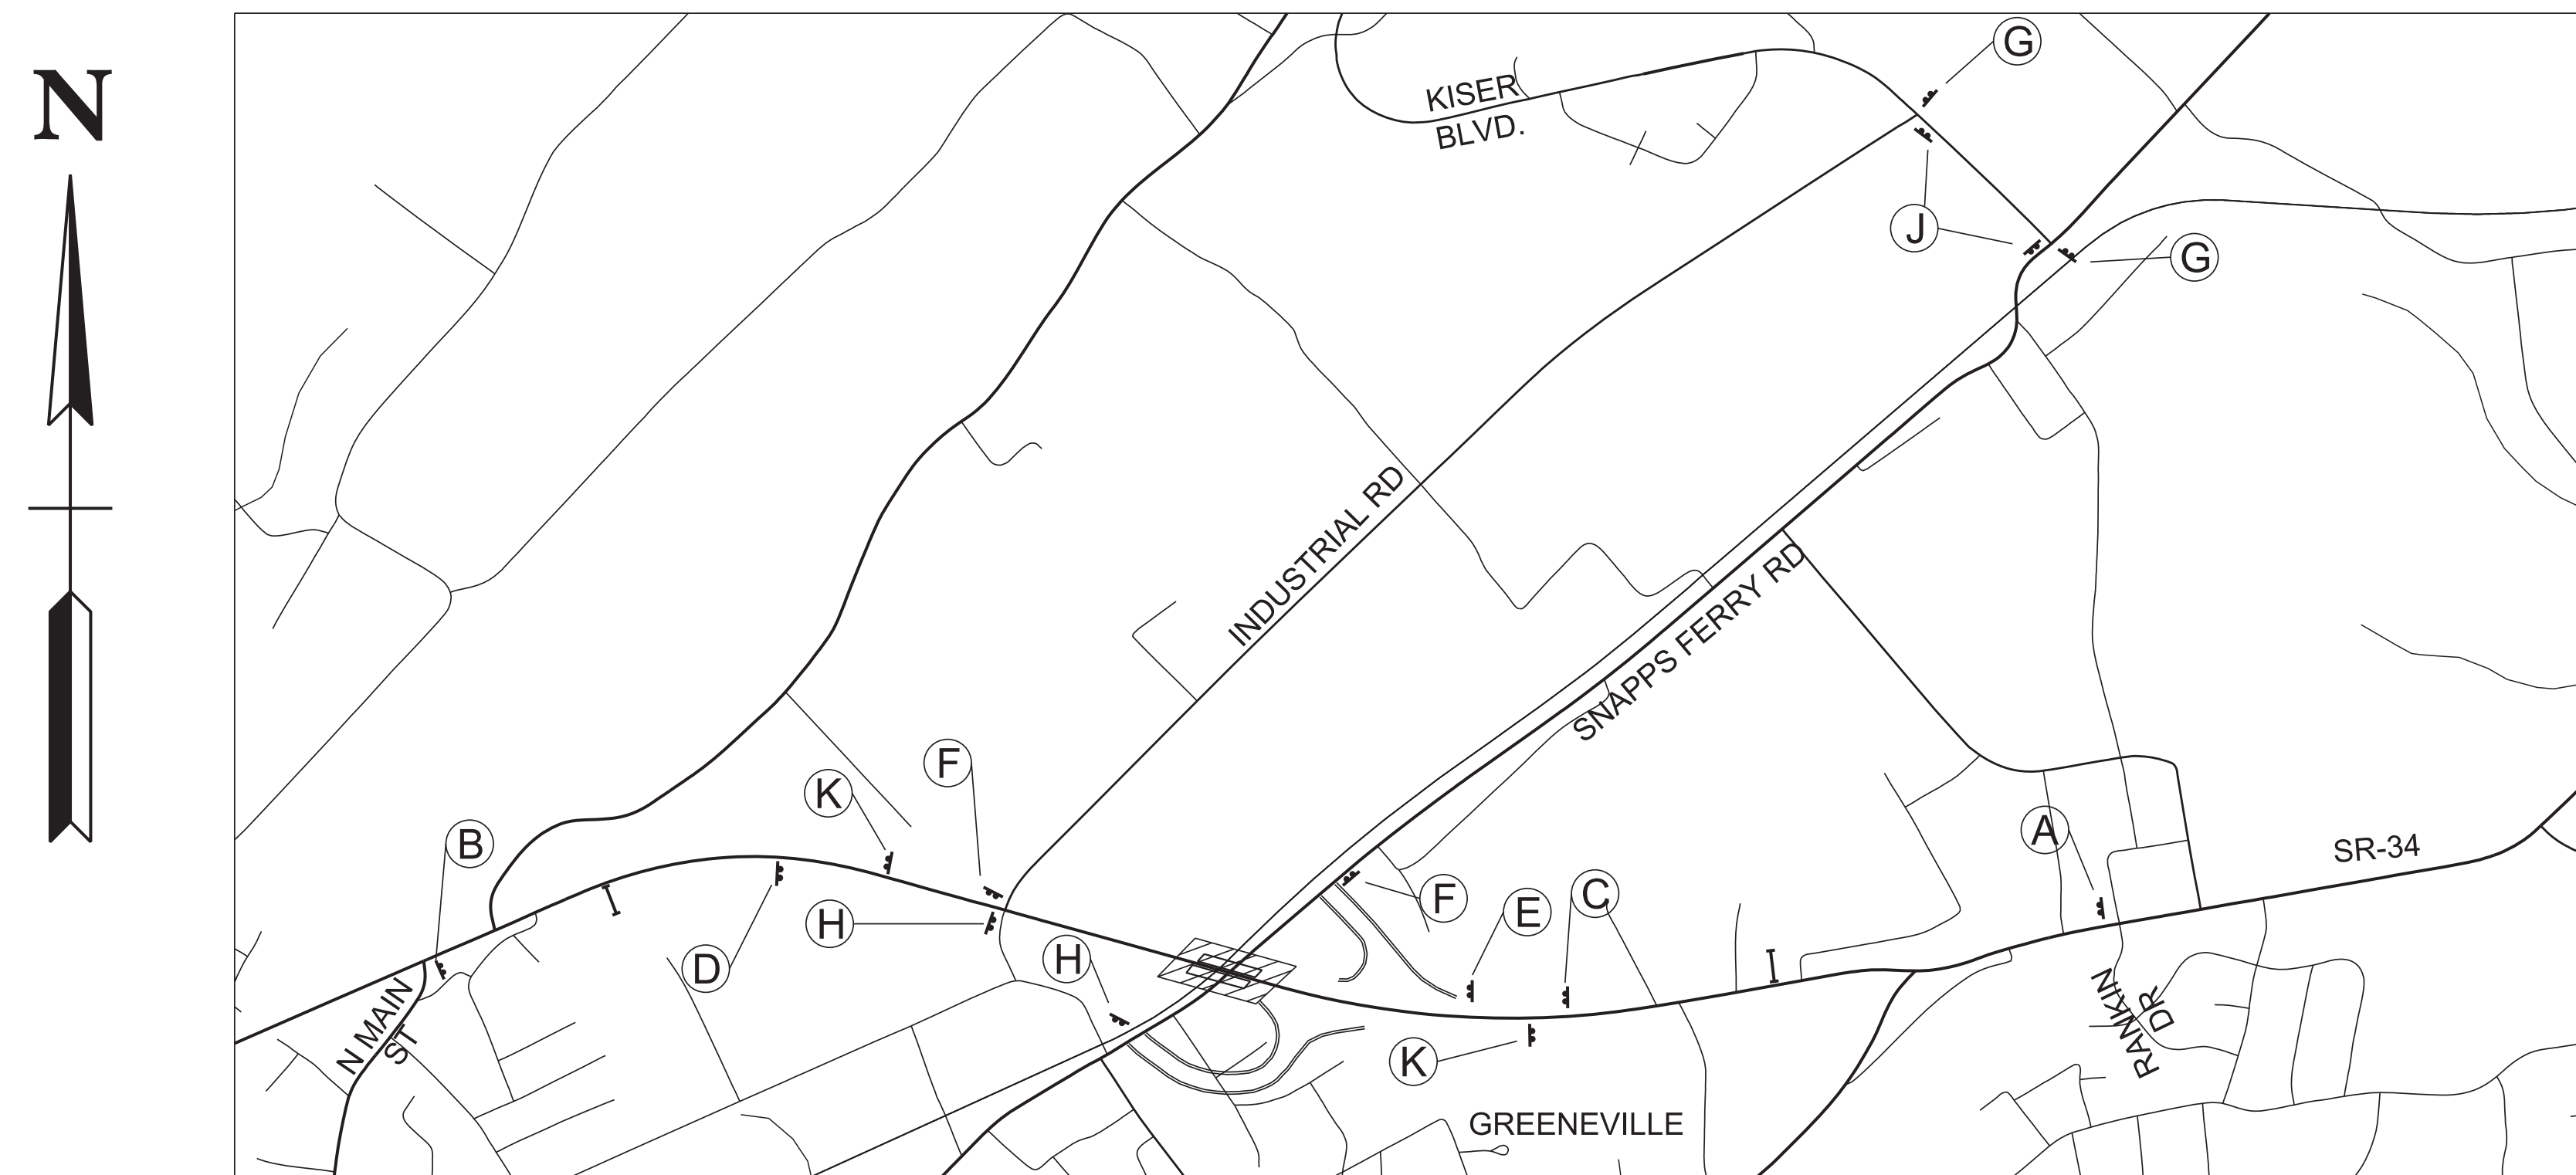 N
G
KISER
BLVD.
J
G
INDUSTRIAL RD
SNAPPS FERRY RD
F
K
B
A
SR-34
F
E
C
H
D
H
N MAIN
ST
RANKIN
DR
K
GREENEVILLE